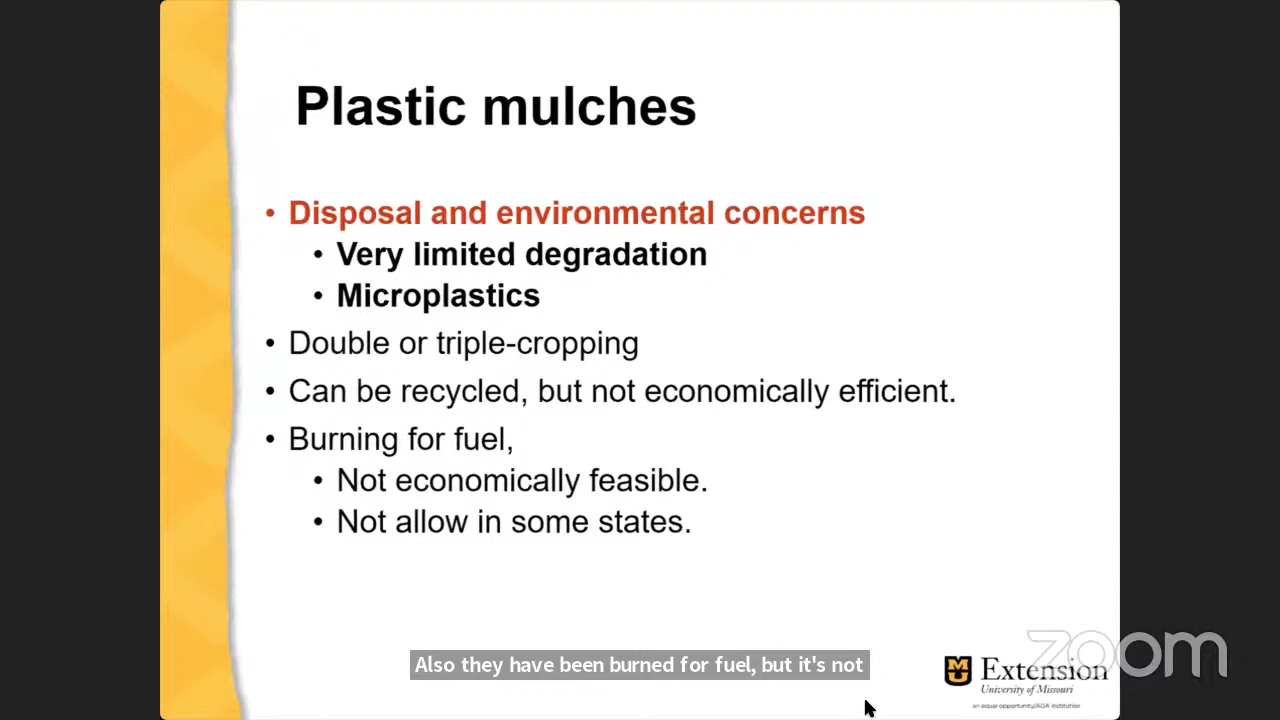 Plastic mulches
• Disposal and environmental concerns
• Very limited degradation
• Microplastics
• Double or triple-cropping
• Can be recycled, but not economically efficient.
• Burning for fuel,
• Not economically feasible.
• Not allow in some states.
Also they have been burned for fuel, but it's not
zoom
Extension
University of Missouri
an equal opportunity/ADA institution